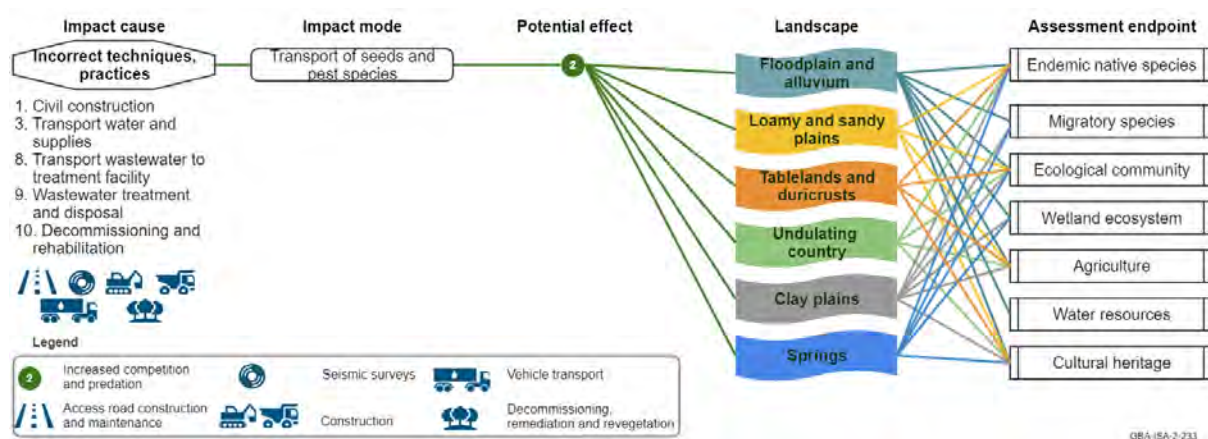 Impact cause
Impact mode
Potential effect
Landscape
Assessment endpoint
Incorrect techniques,
practices
Transport of seeds and
pest species
2
Floodplain and
alluvium
Loamy and sandy
plains
Tablelands and
duricrusts
Undulating
country
Clay plains
Springs
Endemic native species
Migratory species
Ecological community
Wetland ecosystem
Agriculture
Water resources
Cultural heritage
1. Civil construction
3. Transport water and
supplies
8. Transport wastewater to
treatment facility
9. Wastewater treatment
and disposal
10. Decommissioning and
rehabilitation
Legend
2
Increased competition
and predation
Seismic surveys
Vehicle transport
Access road construction
and maintenance
Construction
Decommissioning,
remediation and revegetation
GBA-ISA-2-233